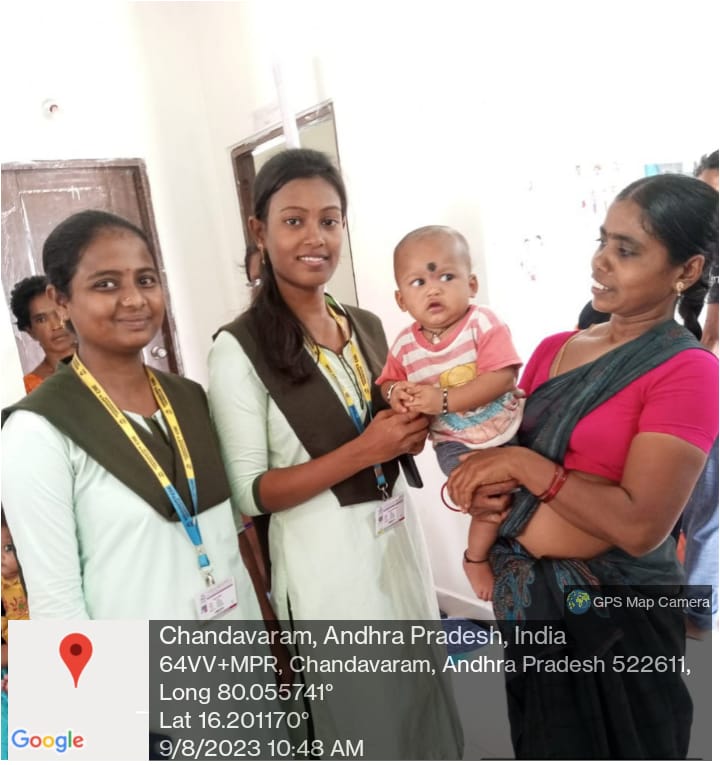 GPS Map Camera
Chandavaram, Andhra Pradesh, India
64VV+MPR, Chandavaram, Andhra Pradesh 522611,
Long 80.055741°
Lat 16.201170°
9/8/2023 10:48 AM
Google